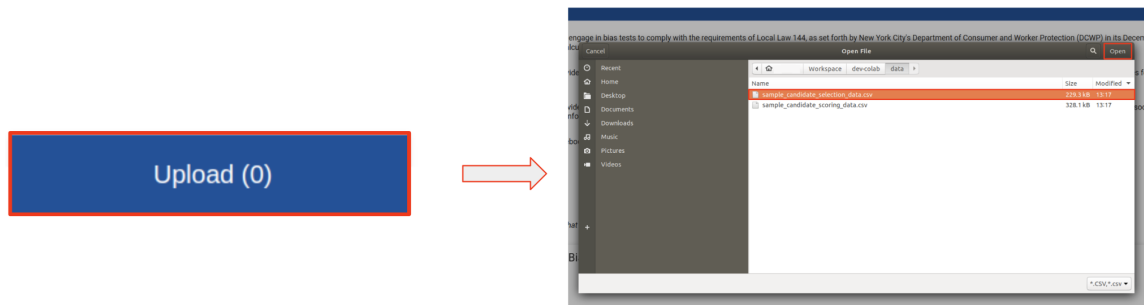 Upload (0)
engage in bias tests to comply with the requirements of Local Law 144, as set forth by New York City's Department of Consumer and Worker Protection (DCWP) in its Decem
Cancel
Open File
Open
Recent
Home
Desktop
Documents
Downloads
Music
Pictures
Videos
+
Workspace
dev-colab
data
Name
Size
Modified
sample_candidate_selection_data.csv
229.3 kB
13:17
sample_candidate_scoring_data.csv
328.1 kB
13:17
Bi
*.CSV,*.csv